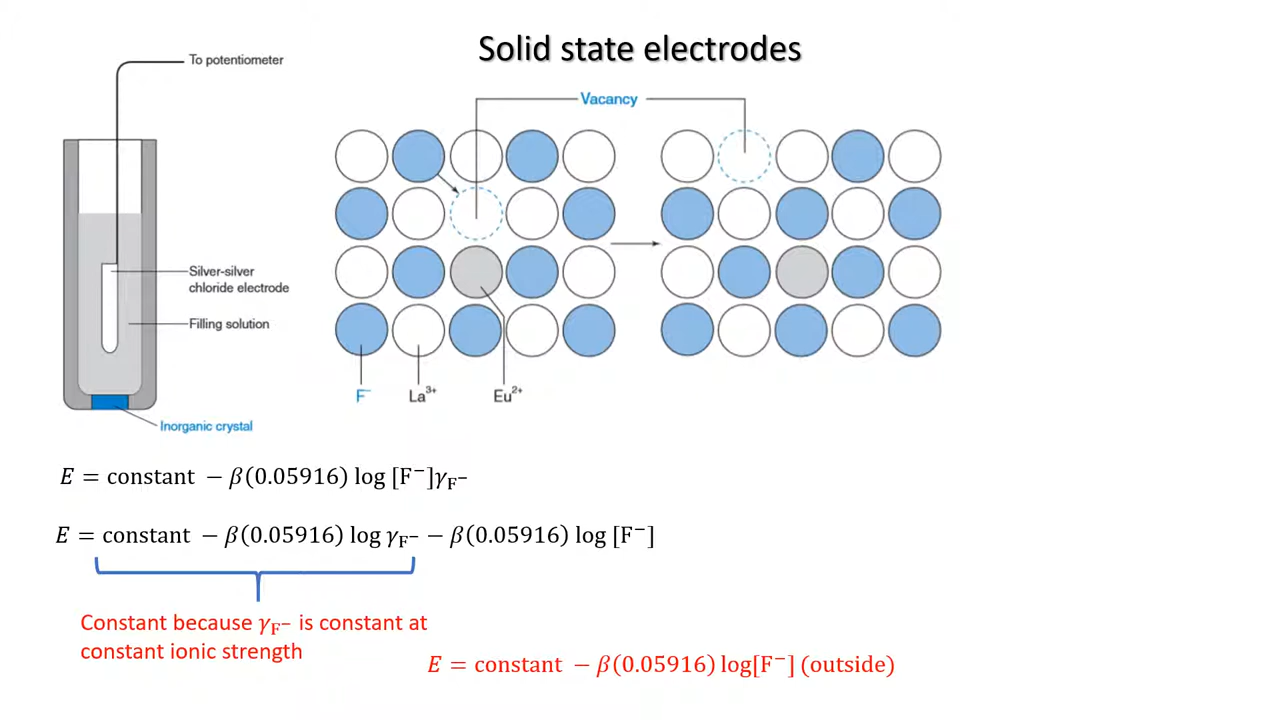 Solid state electrodes
To potentiometer
Vacancy
Silver-silver
chloride electrode
Filling solution
Inorganic crystal
F⁻
La³⁺
Eu²⁺
E = constant − β(0.05916) log [F⁻]γ_F⁻
E = constant − β(0.05916) log γ_F⁻ − β(0.05916) log [F⁻]
Constant because γ_F⁻ is constant at
constant ionic strength
E = constant − β(0.05916) log[F⁻] (outside)